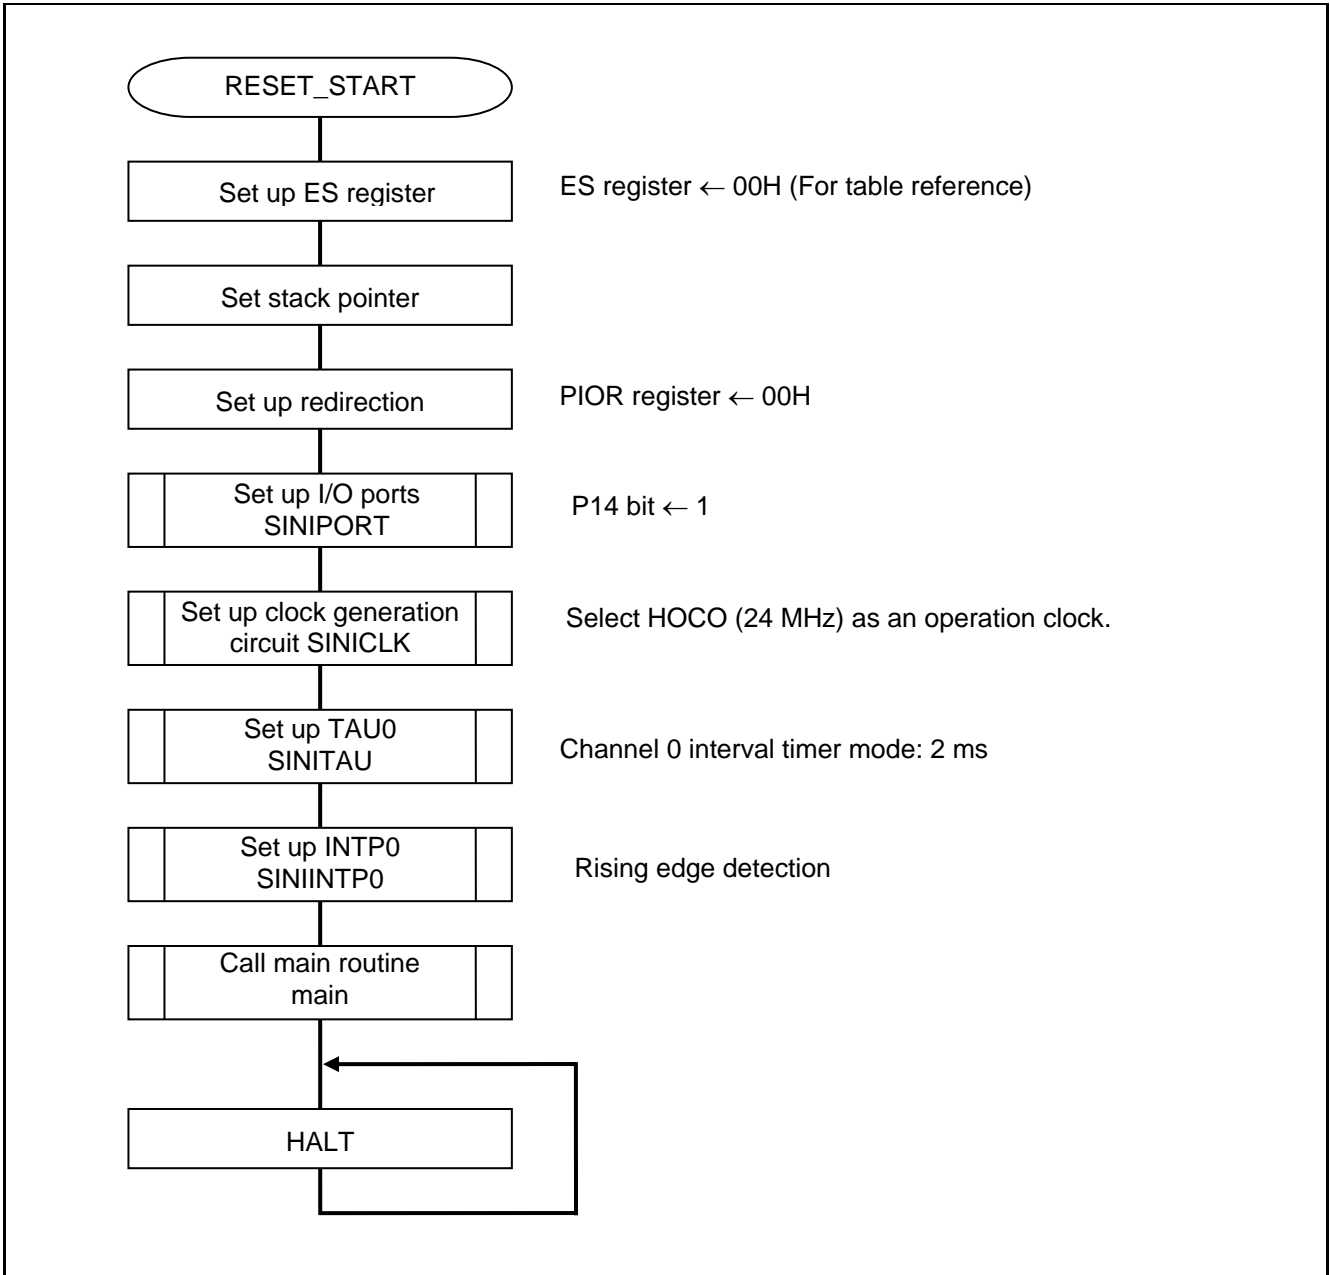 RESET_START
Set up ES register
ES register ← 00H (For table reference)
Set stack pointer
Set up redirection
PIOR register ← 00H
Set up I/O ports
SINIPORT
P14 bit ← 1
Set up clock generation
circuit SINICLK
Select HOCO (24 MHz) as an operation clock.
Set up TAU0
SINITAU
Channel 0 interval timer mode: 2 ms
Set up INTP0
SINIINTP0
Rising edge detection
Call main routine
main
HALT